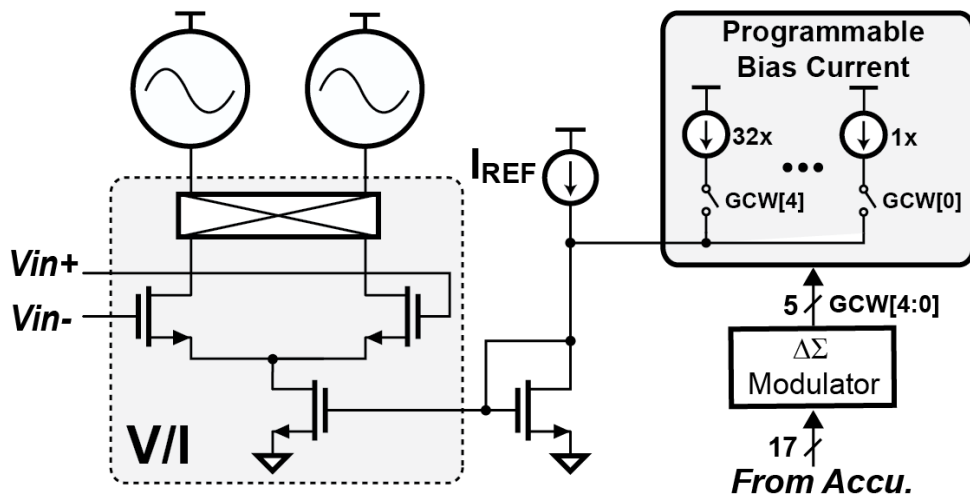 Programmable
Bias Current
32x
1x
GCW[4]
GCW[0]
I_REF
Vin+
Vin-
V/I
5
GCW[4:0]
ΔΣ
Modulator
17
From Accu.